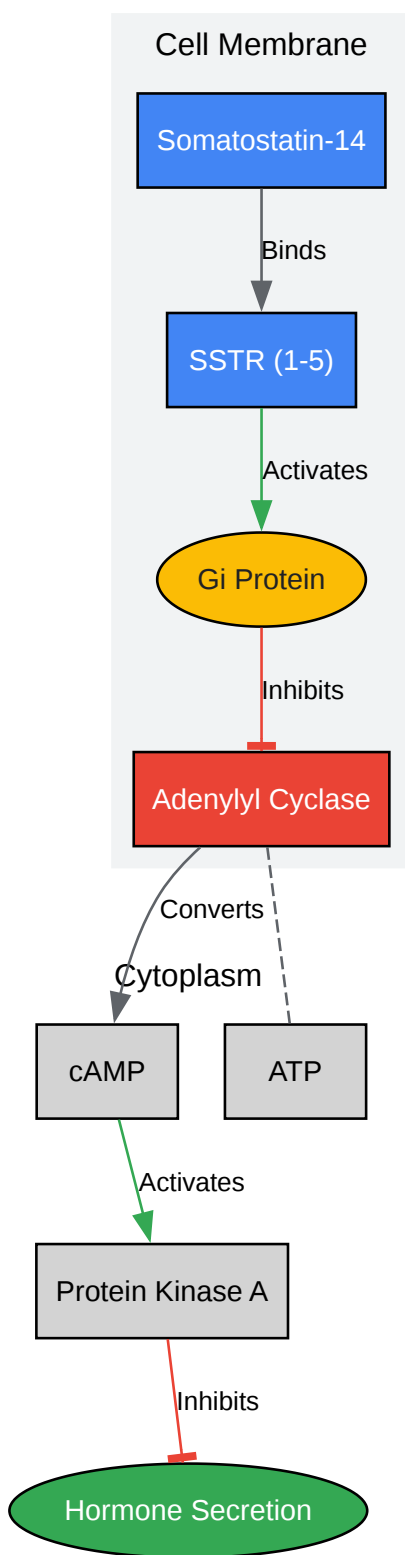 Cell Membrane
Somatostatin-14
Binds
SSTR (1-5)
Activates
Gi Protein
Inhibits
Adenylyl Cyclase
Converts
Cytoplasm
cAMP
ATP
Activates
Protein Kinase A
Inhibits
Hormone Secretion